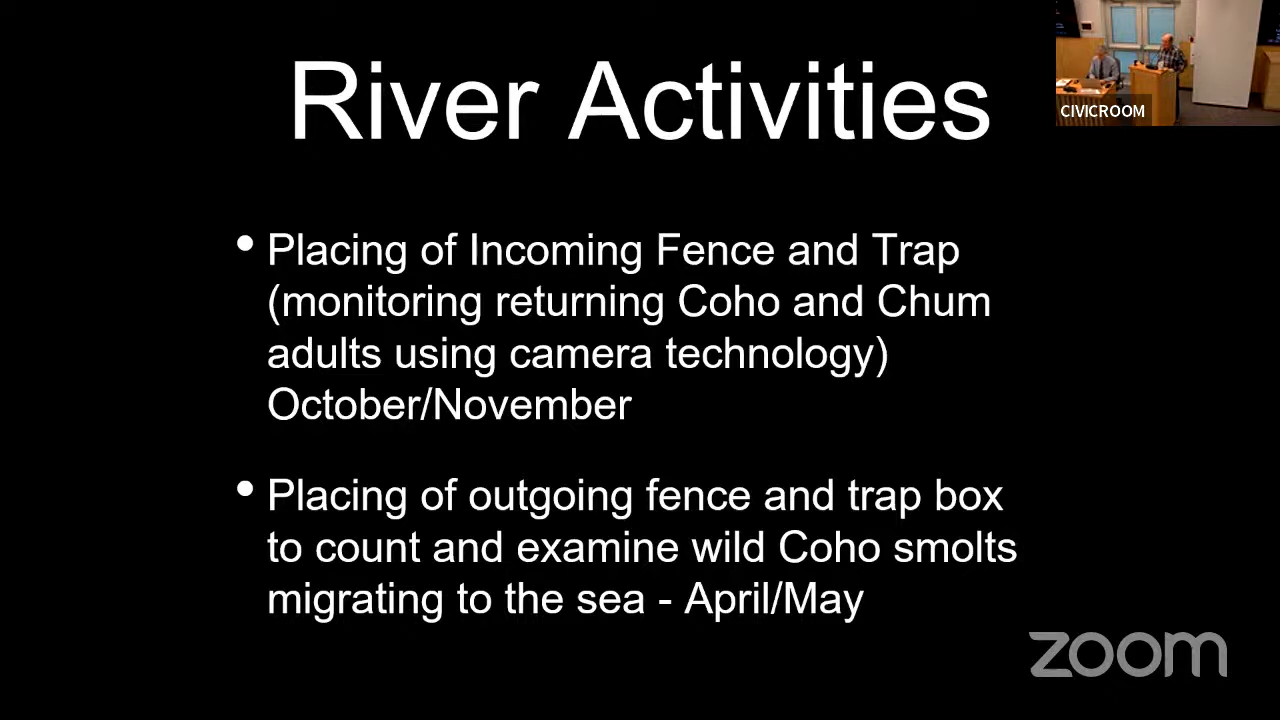 River Activities
CIVICROOM
• Placing of Incoming Fence and Trap
(monitoring returning Coho and Chum
adults using camera technology)
October/November
• Placing of outgoing fence and trap box
to count and examine wild Coho smolts
migrating to the sea - April/May
zoom